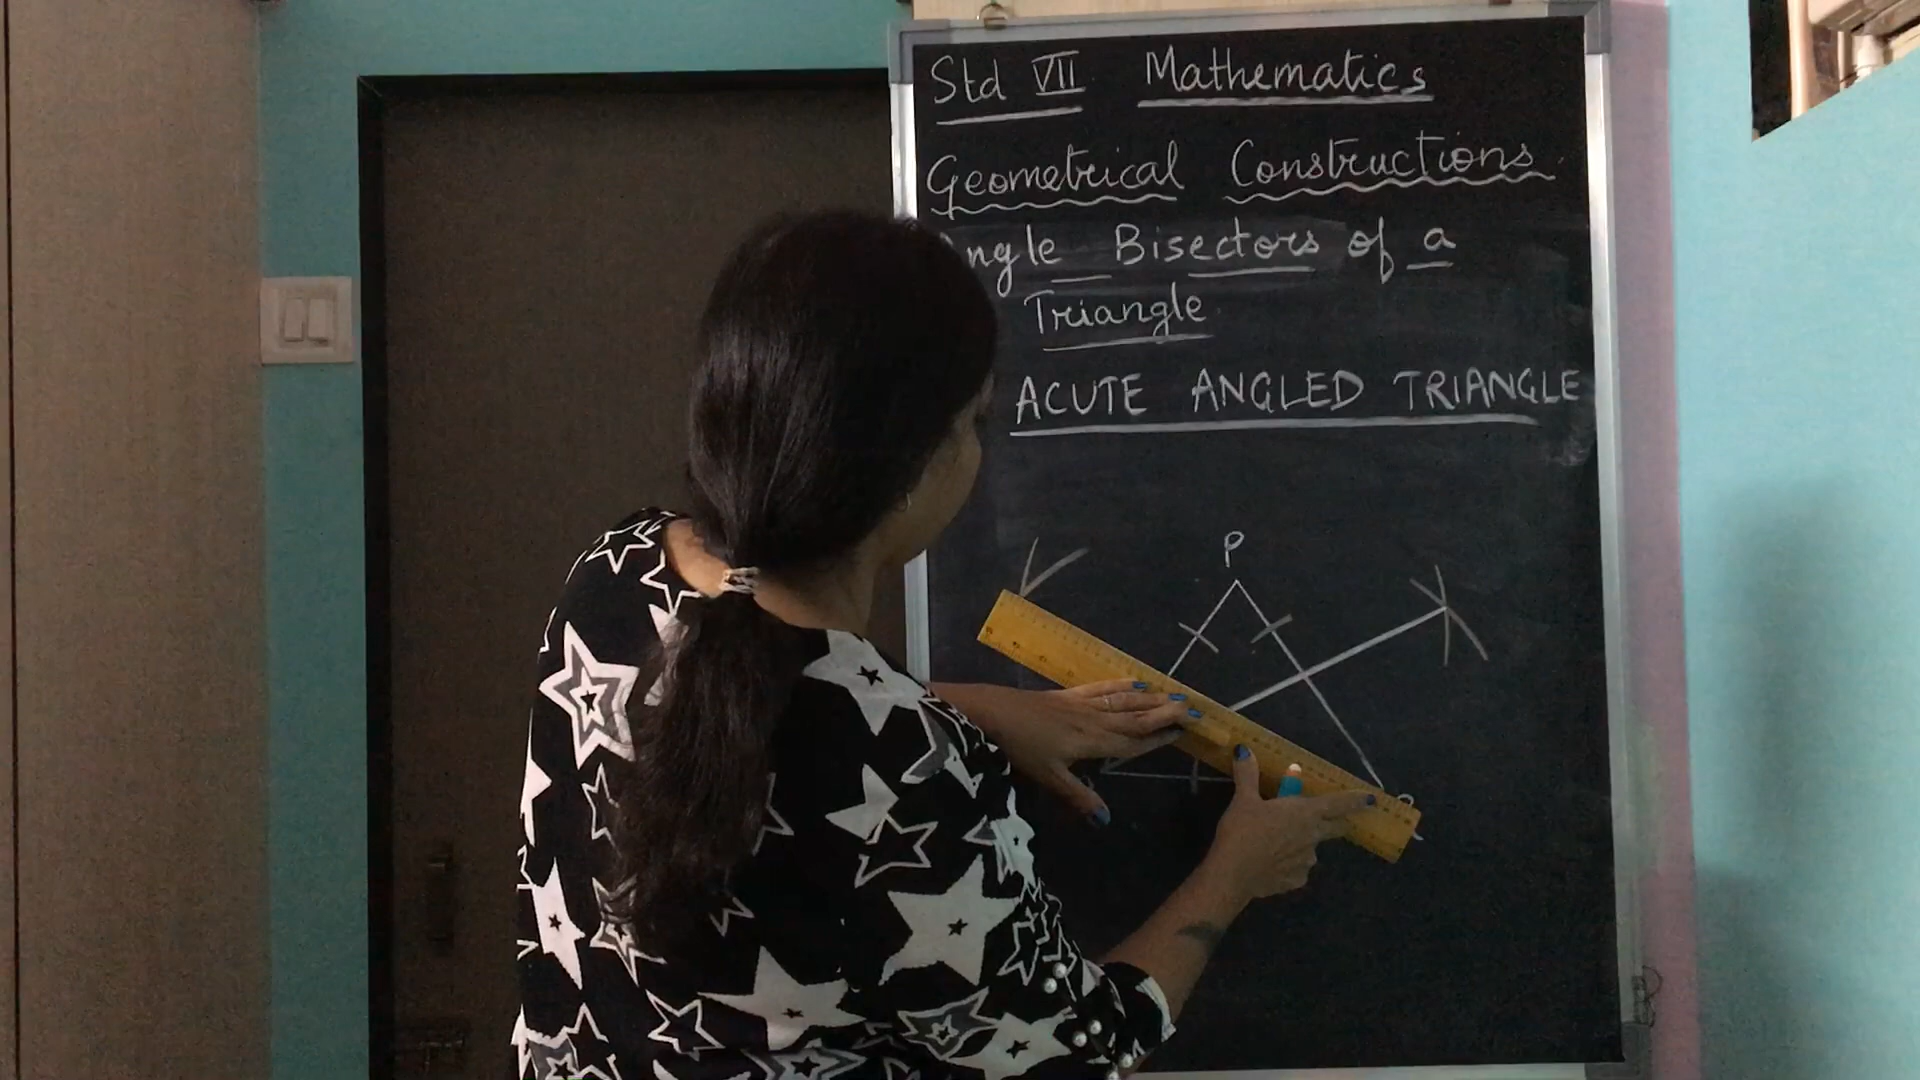 Std VII Mathematics
Geometrical Constructions
ngle Bisectors of a
Triangle
ACUTE ANGLED TRIANGLE
P